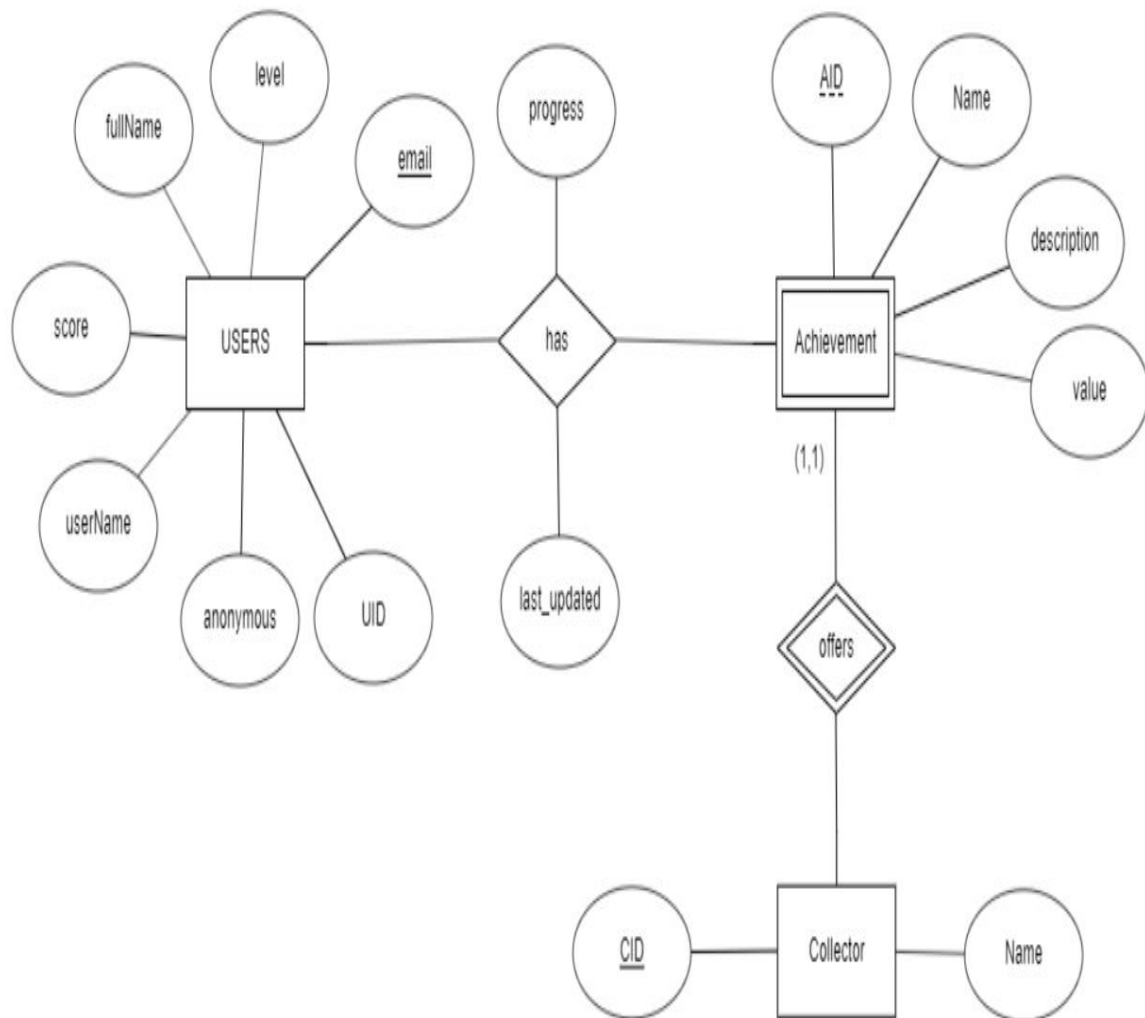 level
fullName
email
score
USERS
userName
anonymous
UID
progress
has
last_updated
AID
Name
description
Achievement
value
(1,1)
offers
CID
Collector
Name